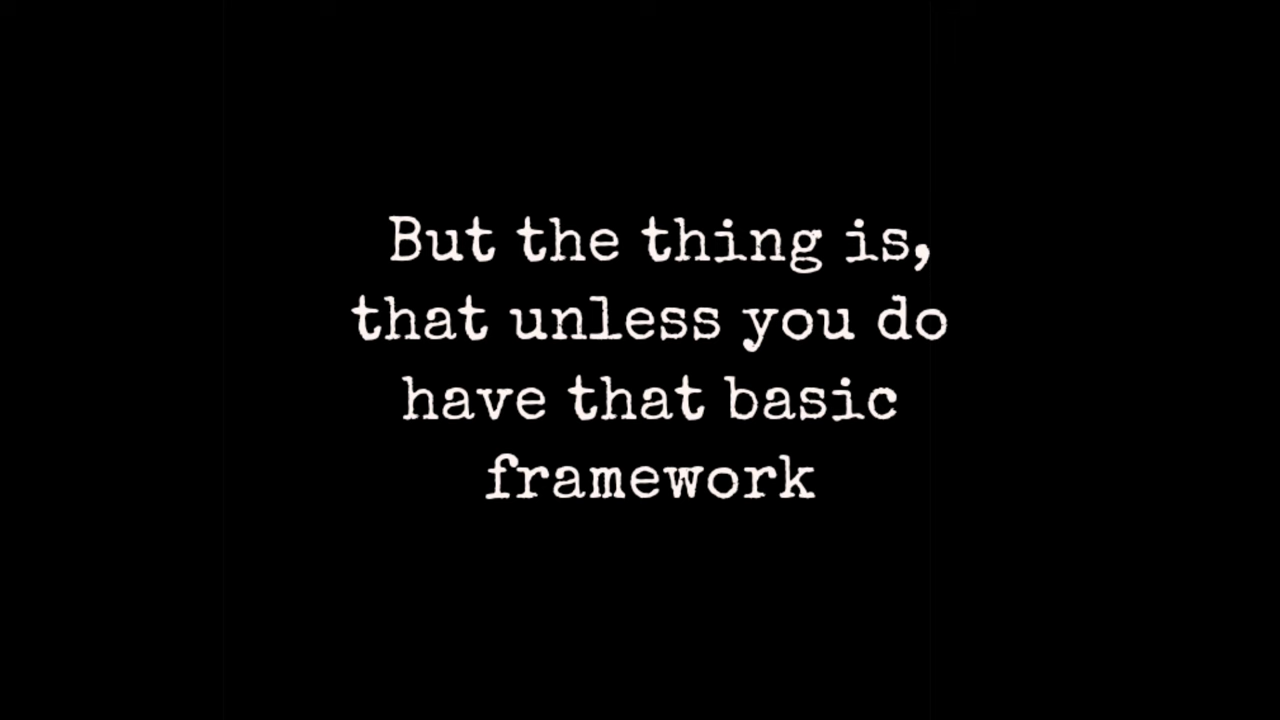 But the thing is,
that unless you do
have that basic
framework